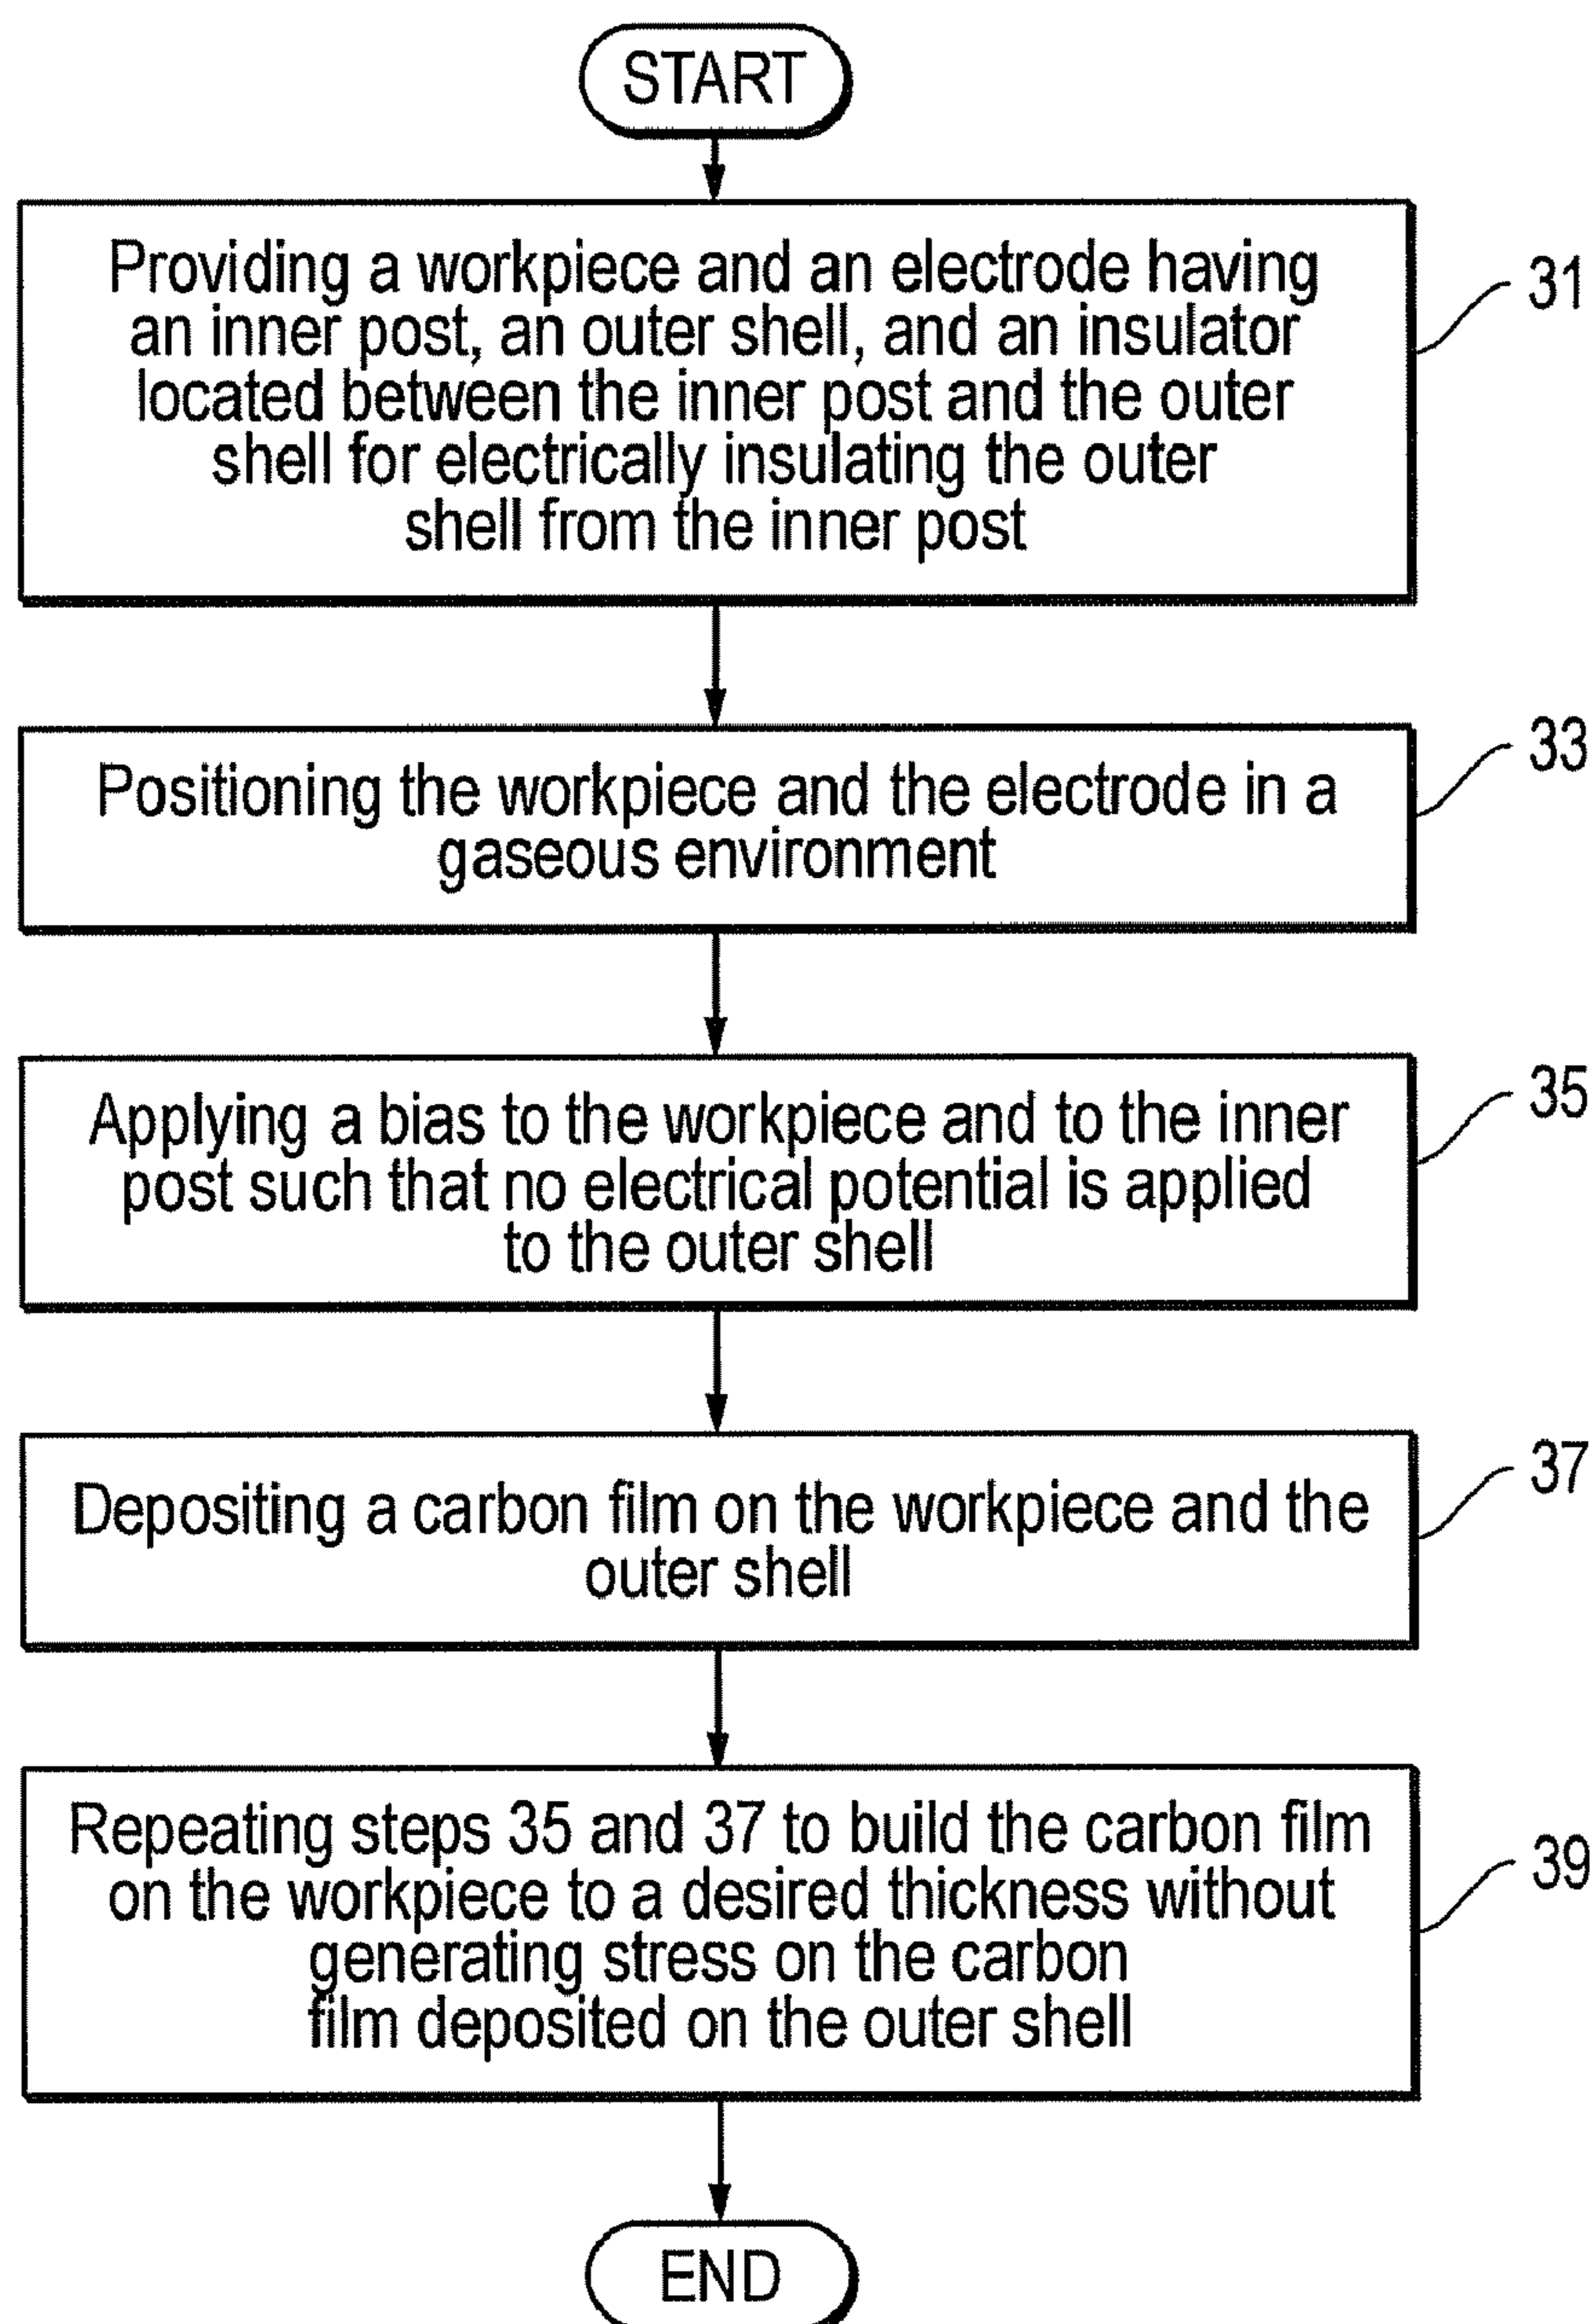 START
Providing a workpiece and an electrode having
an inner post, an outer shell, and an insulator
located between the inner post and the outer
shell for electrically insulating the outer
shell from the inner post
31
Positioning the workpiece and the electrode in a
gaseous environment
33
Applying a bias to the workpiece and to the inner
post such that no electrical potential is applied
to the outer shell
35
Depositing a carbon film on the workpiece and the
outer shell
37
Repeating steps 35 and 37 to build the carbon film
on the workpiece to a desired thickness without
generating stress on the carbon
film deposited on the outer shell
39
END